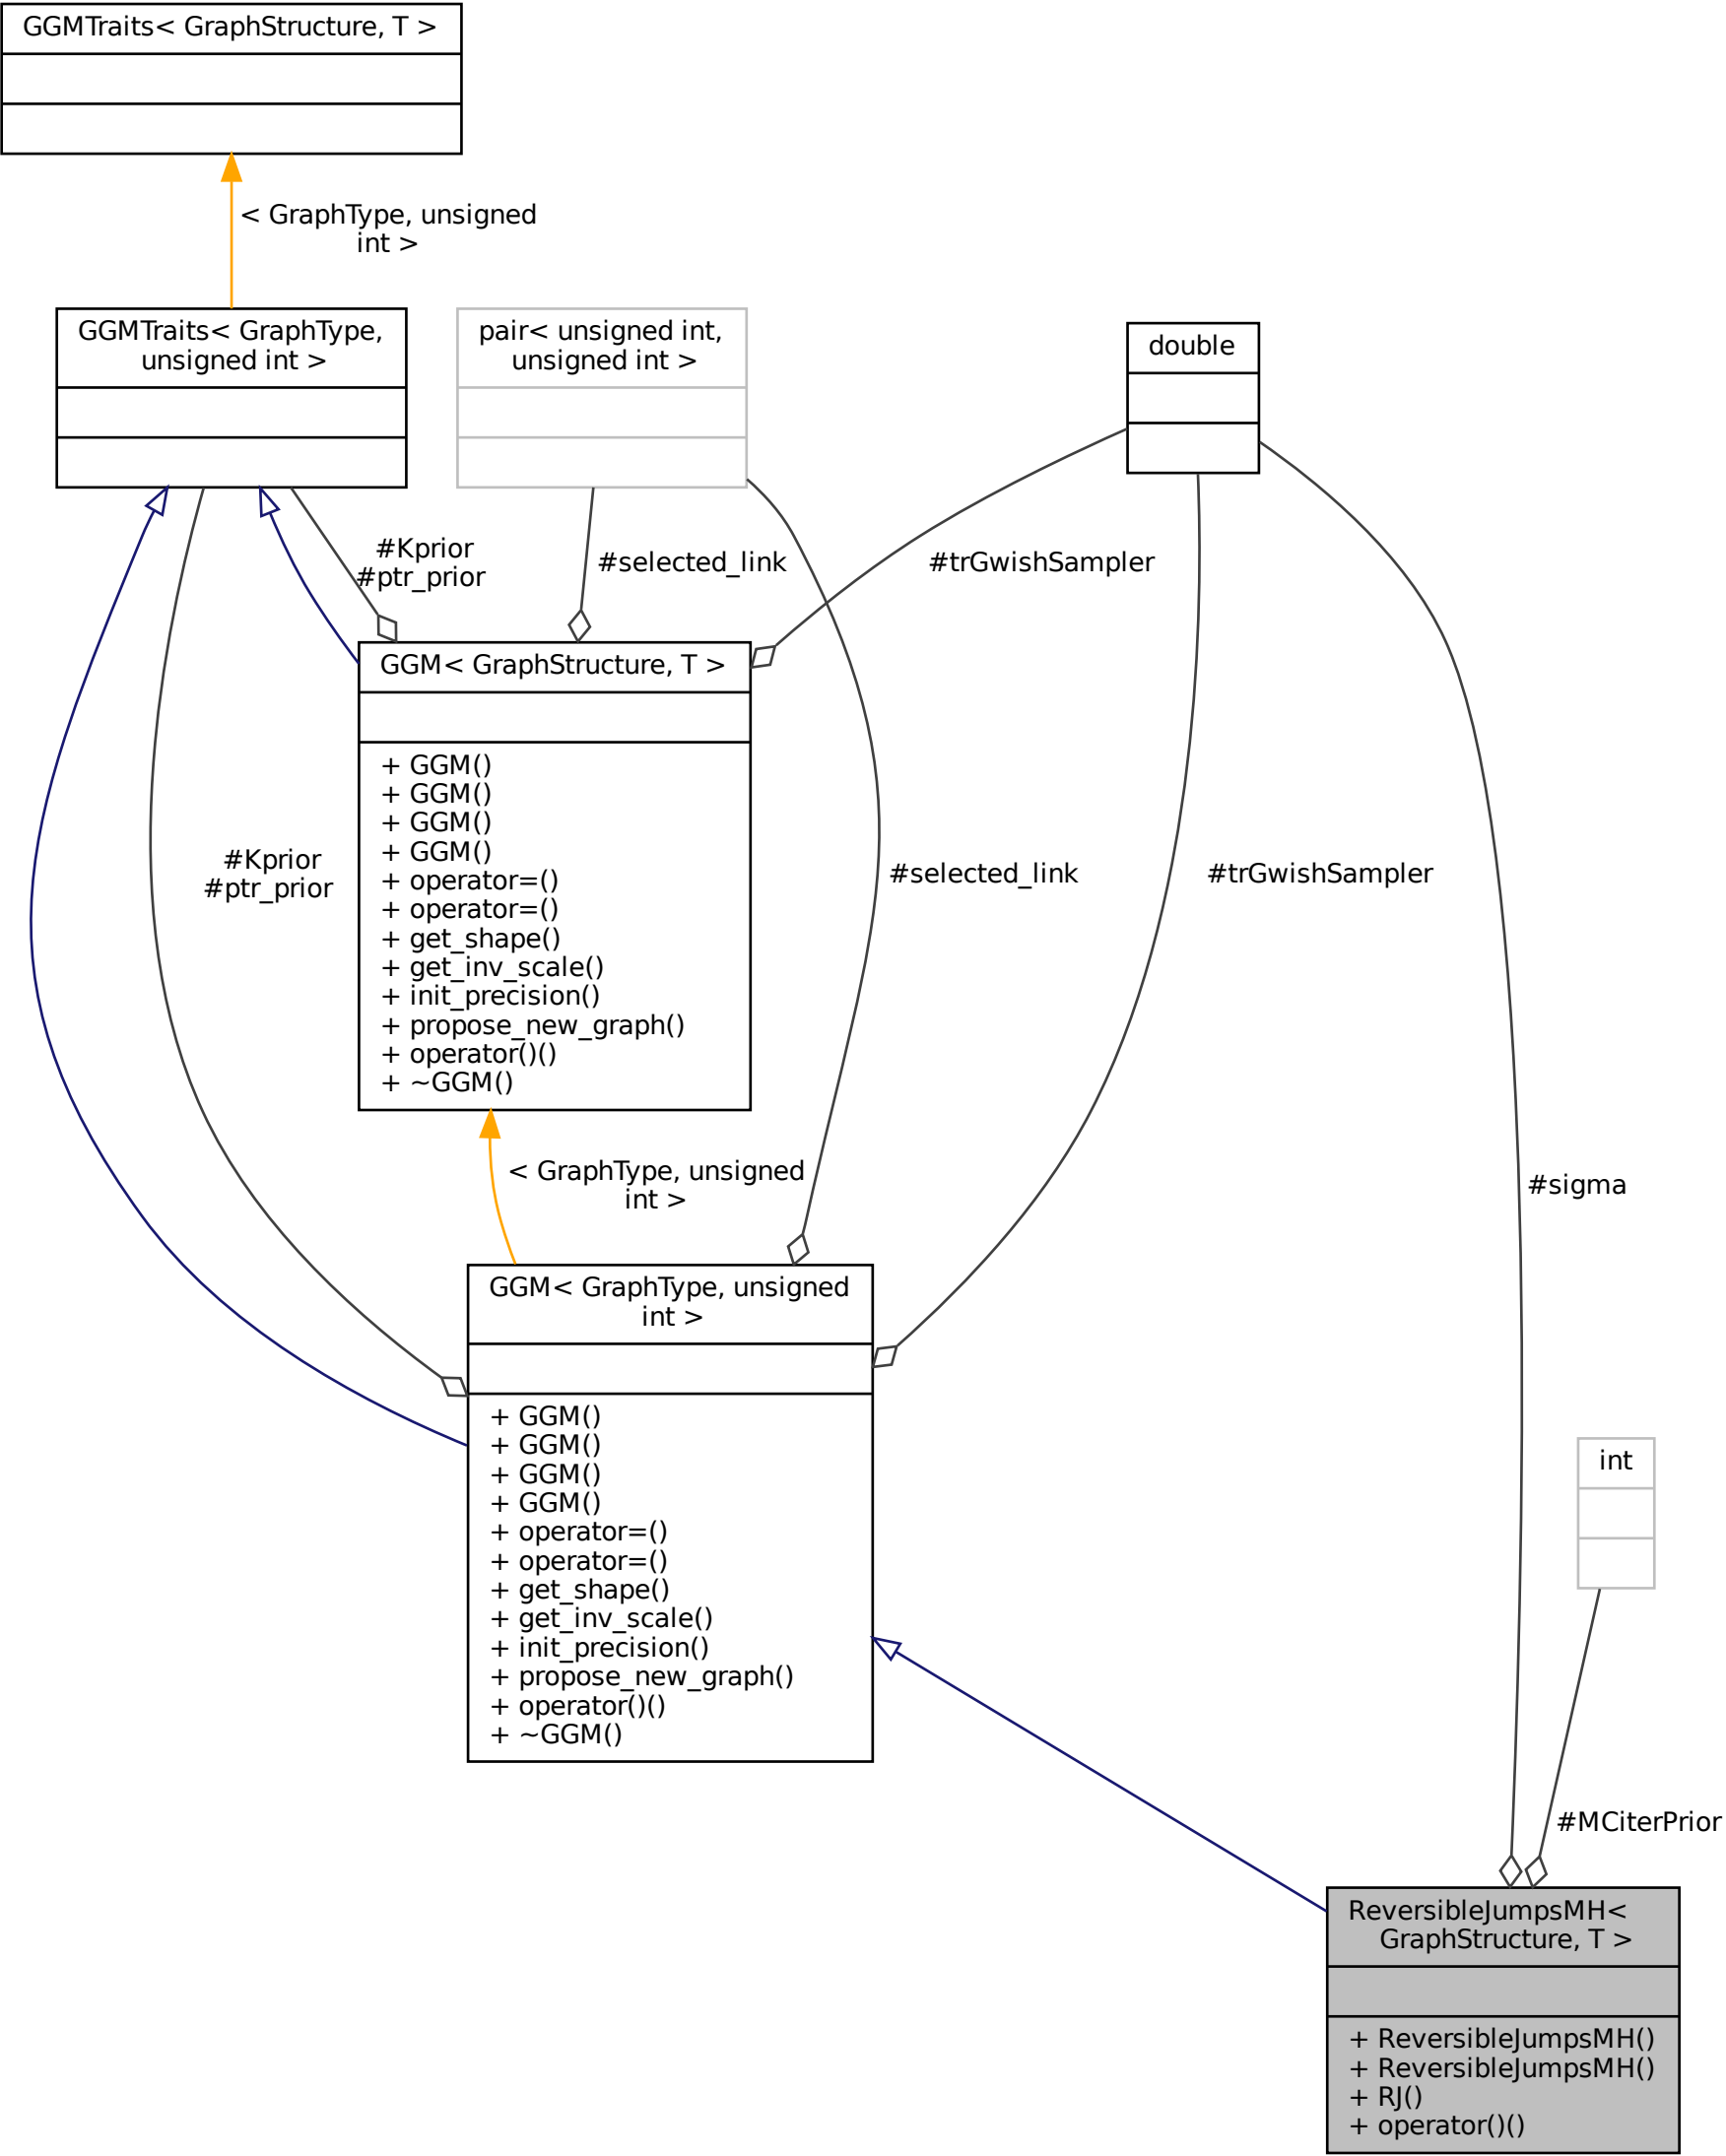 GGMTraits< GraphStructure, T >
< GraphType, unsigned
int >
GGMTraits< GraphType,
unsigned int >
pair< unsigned int,
unsigned int >
double
#Kprior
#ptr_prior
#selected_link
#trGwishSampler
GGM< GraphStructure, T >
+ GGM()
+ GGM()
+ GGM()
+ GGM()
+ operator=()
+ operator=()
+ get_shape()
+ get_inv_scale()
+ init_precision()
+ propose_new_graph()
+ operator()()
+ ~GGM()
#Kprior
#ptr_prior
#selected_link
#trGwishSampler
< GraphType, unsigned
int >
#sigma
GGM< GraphType, unsigned
int >
+ GGM()
+ GGM()
+ GGM()
+ GGM()
+ operator=()
+ operator=()
+ get_shape()
+ get_inv_scale()
+ init_precision()
+ propose_new_graph()
+ operator()()
+ ~GGM()
int
#MCiterPrior
ReversibleJumpsMH<
GraphStructure, T >
+ ReversibleJumpsMH()
+ ReversibleJumpsMH()
+ RJ()
+ operator()()